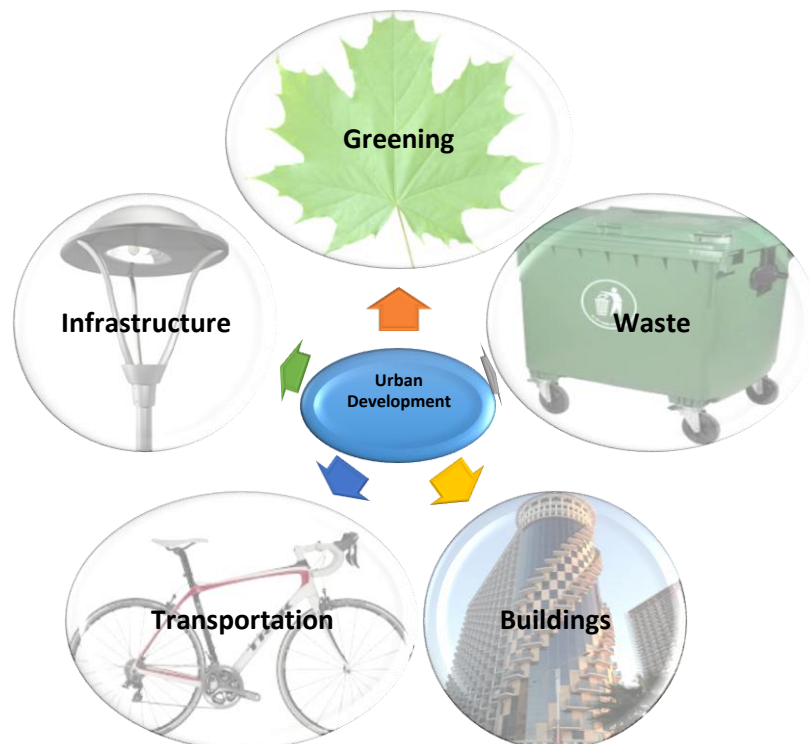 Greening
Infrastructure
Waste
Urban
Development
Transportation
Buildings